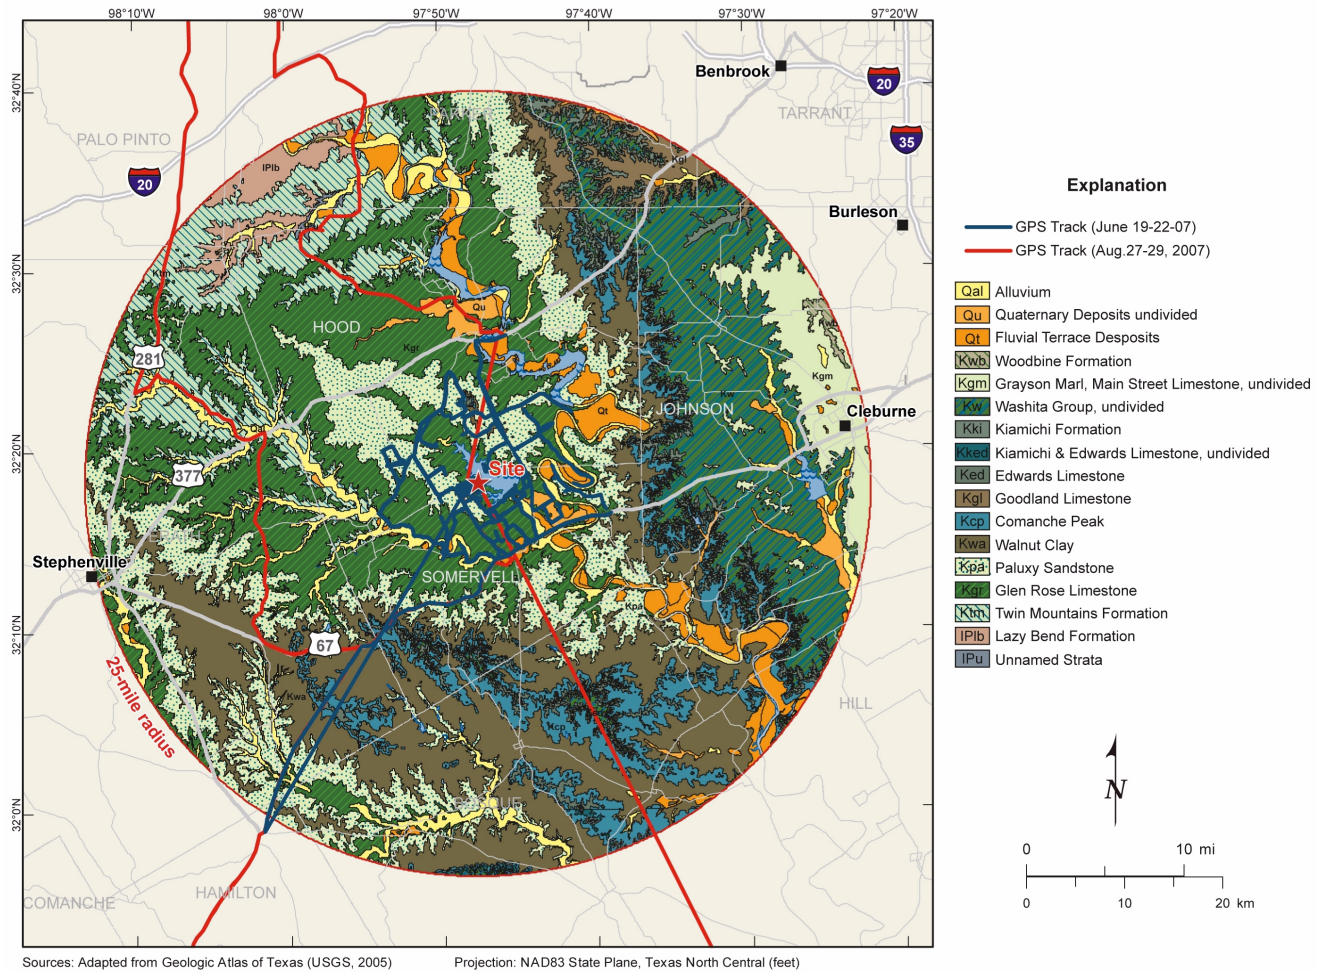 98°10'W 98°0'W 97°50'W 97°40'W 97°30'W 97°20'W
32°40'N
32°30'N
32°20'N
32°10'N
32°0'N
Benbrook
20
TARRANT
35
PALO PINTO
20
IPlb
Kgl
Burleson
Ktm
HOOD
Qu
Kgr
Kwb
281
Kgm
Kw
Qt
JOHNSON
Cleburne
377
Site
Stephenville
SOMERVELL
Kpa
67
25-mile radius
Kwa
Kcp
HILL
BOSQUE
HAMILTON
COMANCHE
Explanation
GPS Track (June 19-22-07)
GPS Track (Aug.27-29, 2007)
Qal Alluvium
Qu Quaternary Deposits undivided
Qt Fluvial Terrace Desposits
Kwb Woodbine Formation
Kgm Grayson Marl, Main Street Limestone, undivided
Kw Washita Group, undivided
Kki Kiamichi Formation
Kked Kiamichi & Edwards Limestone, undivided
Ked Edwards Limestone
Kgl Goodland Limestone
Kcp Comanche Peak
Kwa Walnut Clay
Kpa Paluxy Sandstone
Kgr Glen Rose Limestone
Ktm Twin Mountains Formation
IPlb Lazy Bend Formation
IPu Unnamed Strata
N
0 10 mi
0 10 20 km
Sources: Adapted from Geologic Atlas of Texas (USGS, 2005) Projection: NAD83 State Plane, Texas North Central (feet)